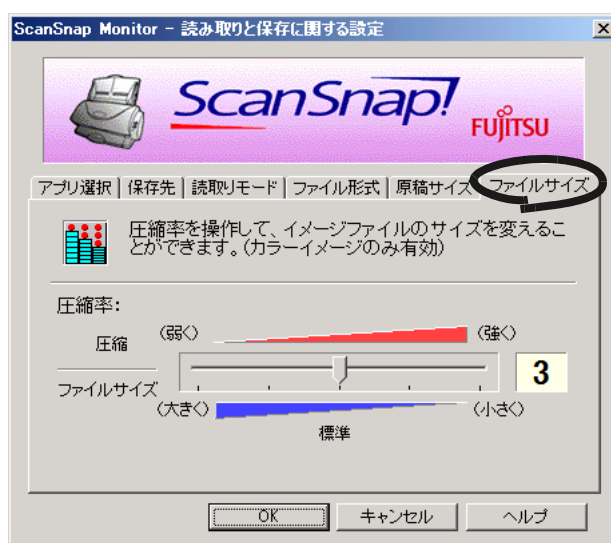 ScanSnap Monitor - 読み取りと保存に関する設定
ScanSnap!
FUJITSU
アプリ選択 保存先 読取りモード ファイル形式 原稿サイズ ファイルサイズ
圧縮率を操作して、イメージファイルのサイズを変えるこ
とができます。(カラーイメージのみ有効)
圧縮率:
圧縮 (弱く) (強く)
3
ファイルサイズ
(大きく) (小さく)
標準
OK キャンセル ヘルプ